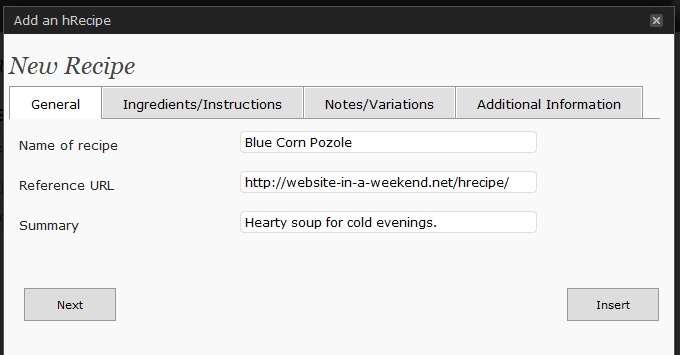 Add an hRecipe
New Recipe
General Ingredients/Instructions Notes/Variations Additional Information
Name of recipe Blue Corn Pozole
Reference URL http://website-in-a-weekend.net/hrecipe/
Summary Hearty soup for cold evenings.
Next Insert